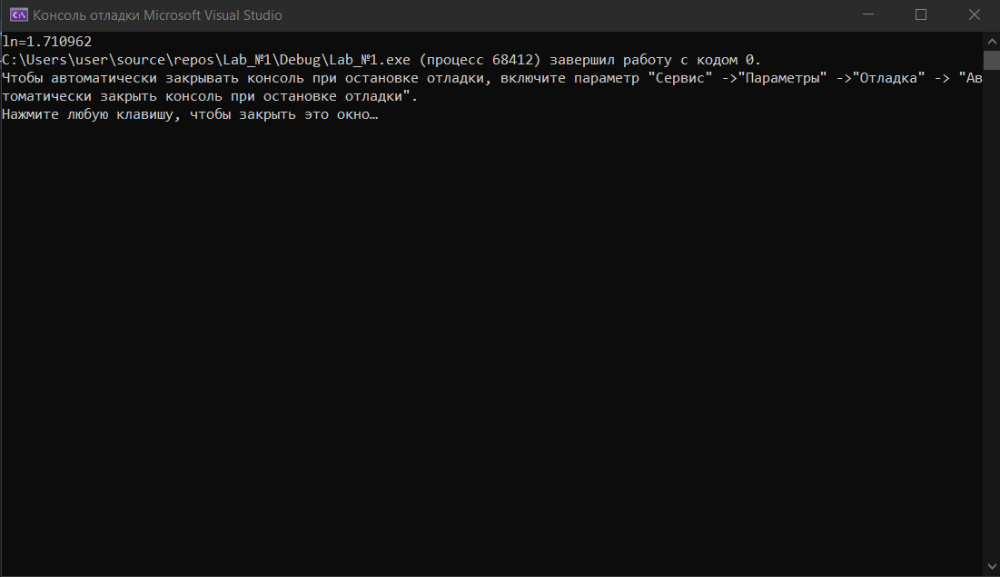 Консоль отладки Microsoft Visual Studio
ln=1.710962
C:\Users\user\source\repos\Lab_№1\Debug\Lab_№1.exe (процесс 68412) завершил работу с кодом 0.
Чтобы автоматически закрывать консоль при остановке отладки, включите параметр "Сервис" ->"Параметры" ->"Отладка" -> "Ав
томатически закрыть консоль при остановке отладки".
Нажмите любую клавишу, чтобы закрыть это окно…